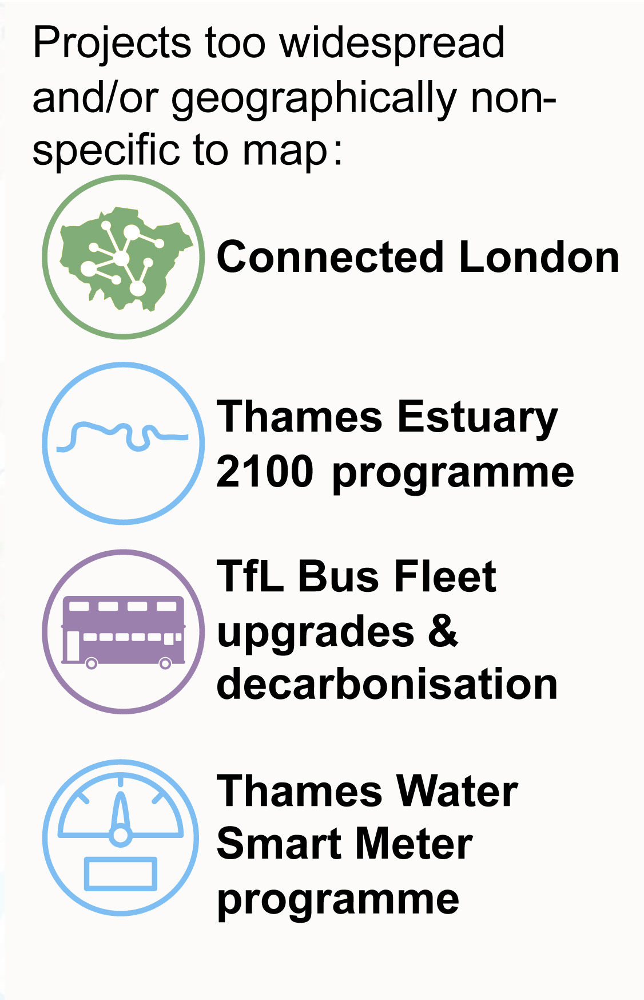 Projects too widespread
and/or geographically non-
specific to map:
Connected London
Thames Estuary
2100 programme
TfL Bus Fleet
upgrades &
decarbonisation
Thames Water
Smart Meter
programme